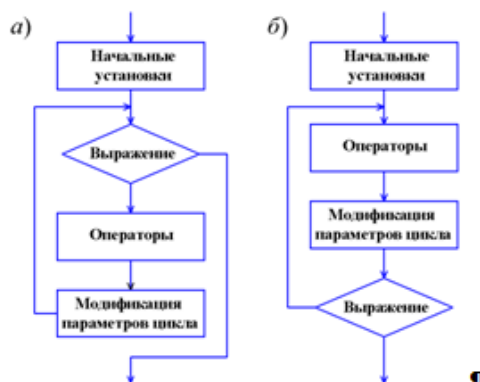 а)
Начальные
установки
Выражение
Операторы
Модификация
параметров цикла
б)
Начальные
установки
Операторы
Модификация
параметров цикла
Выражение
¶